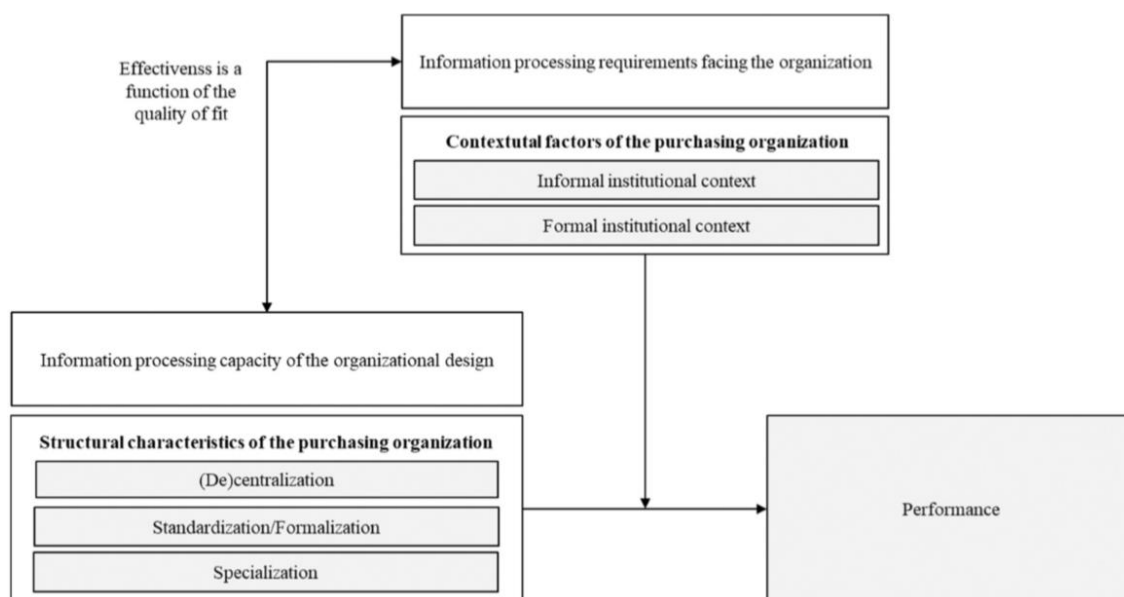 Effectivenss is a
function of the
quality of fit
Information processing requirements facing the organization
Contextutal factors of the purchasing organization
Informal institutional context
Formal institutional context
Information processing capacity of the organizational design
Structural characteristics of the purchasing organization
(De)centralization
Standardization/Formalization
Specialization
Performance